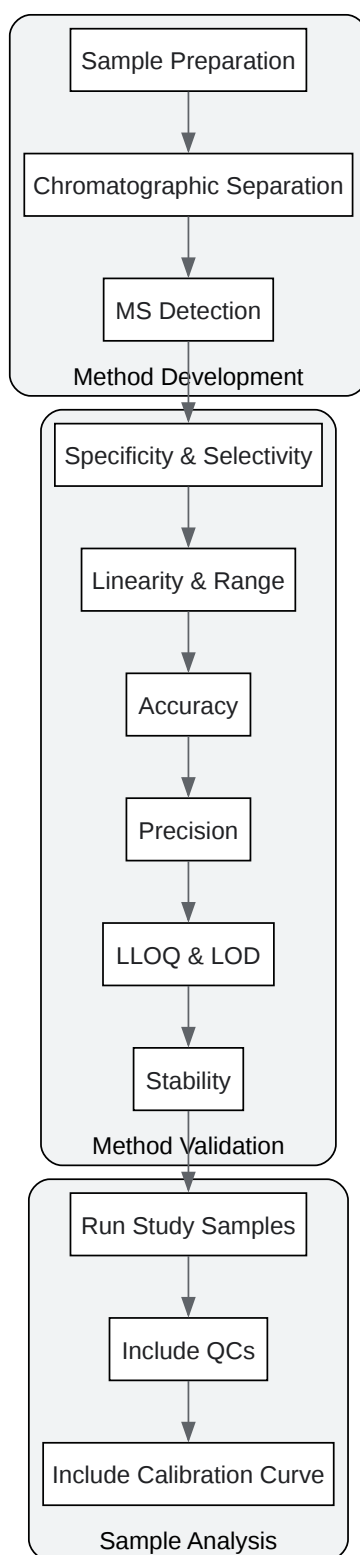 Sample Preparation
Chromatographic Separation
MS Detection
Method Development
Specificity & Selectivity
Linearity & Range
Accuracy
Precision
LLOQ & LOD
Stability
Method Validation
Run Study Samples
Include QCs
Include Calibration Curve
Sample Analysis